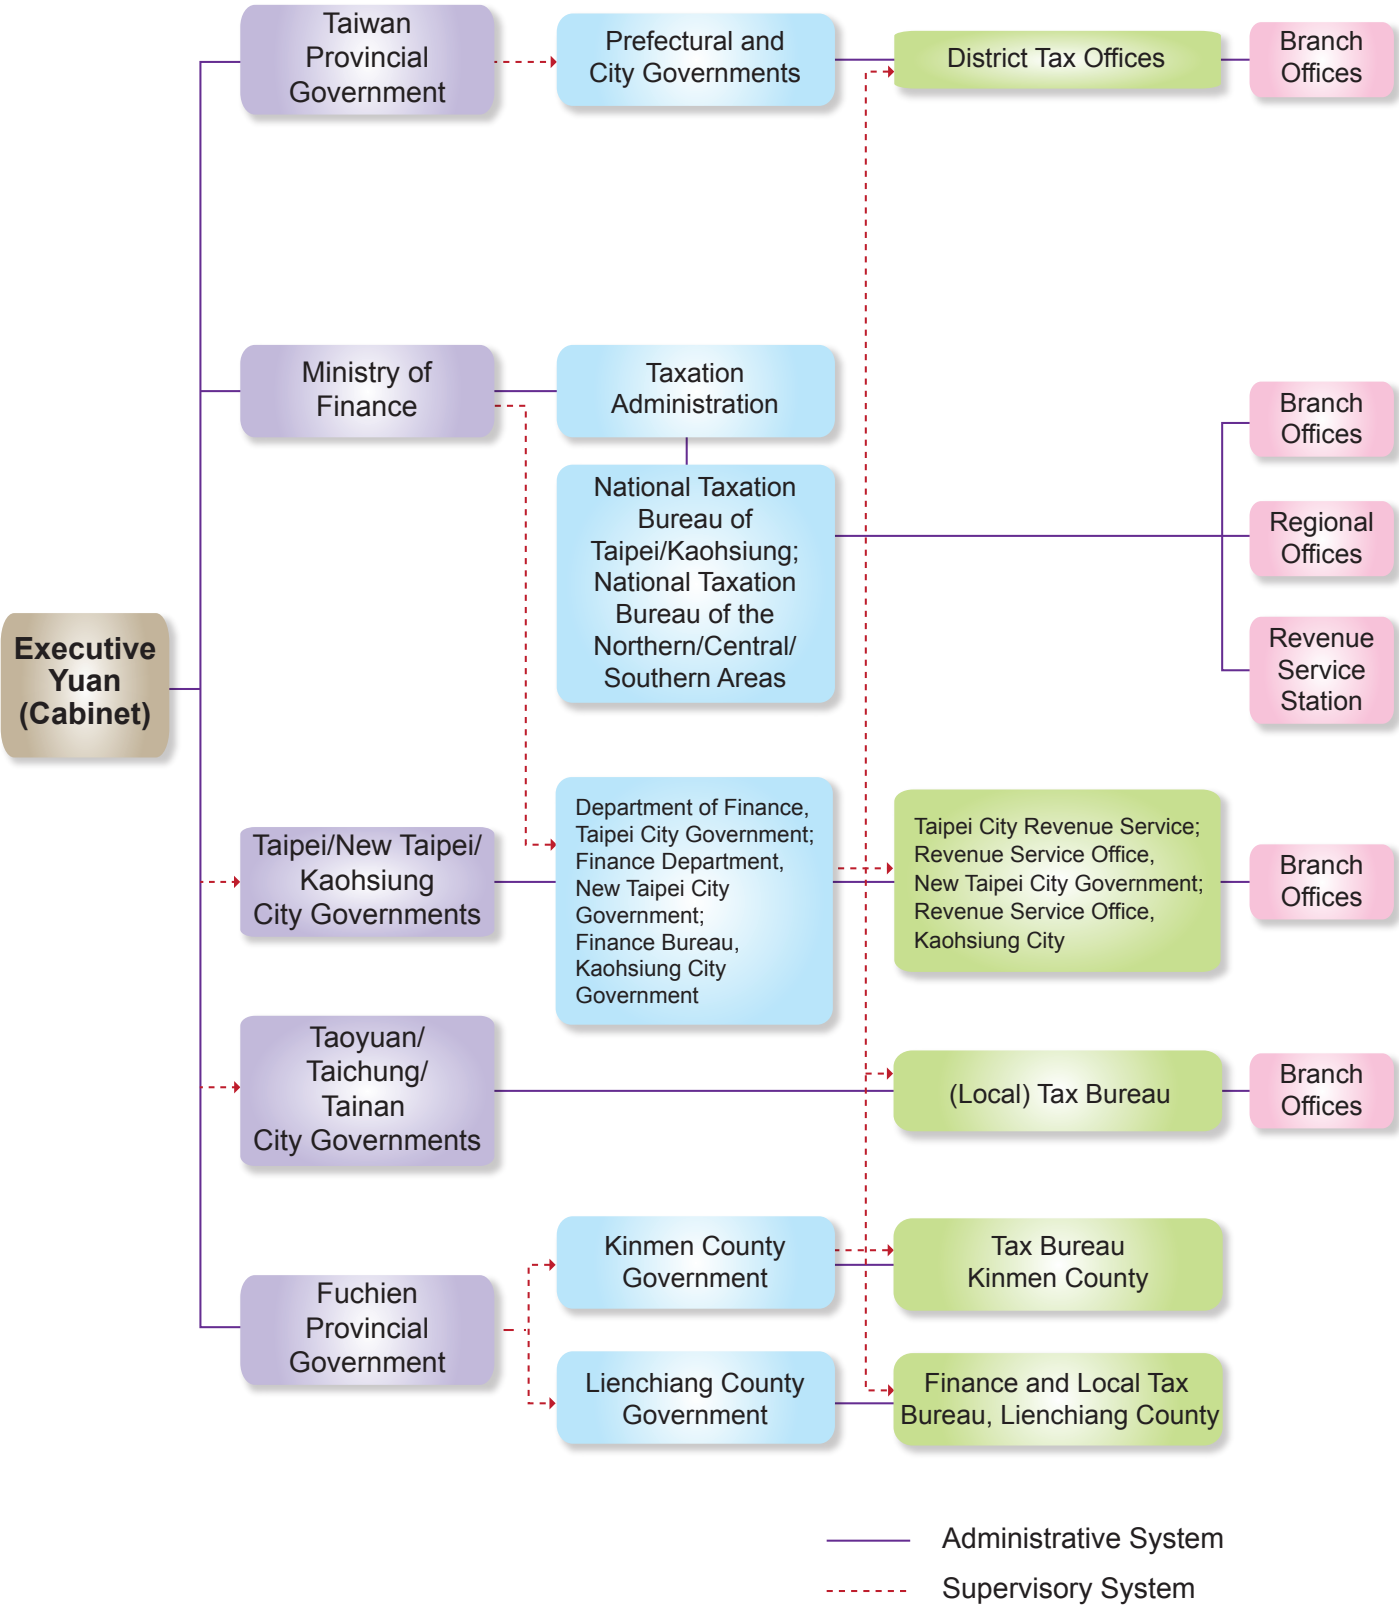 Taiwan
Provincial
Government
Prefectural and
City Governments
District Tax Offices
Branch
Offices
Ministry of
Finance
Taxation
Administration
National Taxation
Bureau of
Taipei/Kaohsiung;
National Taxation
Bureau of the
Northern/Central/
Southern Areas
Branch
Offices
Regional
Offices
Revenue
Service
Station
Executive
Yuan
(Cabinet)
Taipei/New Taipei/
Kaohsiung
City Governments
Department of Finance,
Taipei City Government;
Finance Department,
New Taipei City
Government;
Finance Bureau,
Kaohsiung City
Government
Taipei City Revenue Service;
Revenue Service Office,
New Taipei City Government;
Revenue Service Office,
Kaohsiung City
Branch
Offices
Taoyuan/
Taichung/
Tainan
City Governments
(Local) Tax Bureau
Branch
Offices
Fuchien
Provincial
Government
Kinmen County
Government
Tax Bureau
Kinmen County
Lienchiang County
Government
Finance and Local Tax
Bureau, Lienchiang County
Administrative System
Supervisory System